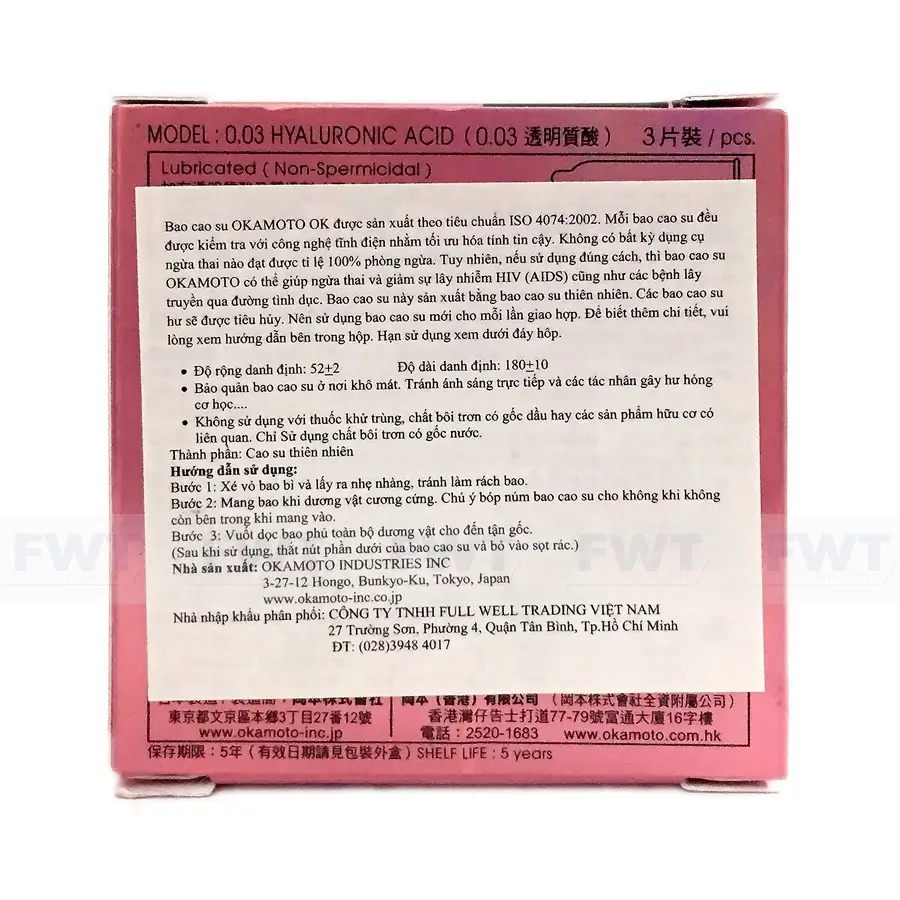 MODEL : 0.03 HYALURONIC ACID ( 0.03 透明質酸 ) 3片裝 / pcs.
Lubricated ( Non-Spermicidal )
Bao cao su OKAMOTO OK được sản xuất theo tiêu chuẩn ISO 4074:2002. Mỗi bao cao su đều
được kiểm tra với công nghệ tĩnh điện nhằm tối ưu hóa tính tin cậy. Không có bất kỳ dụng cụ
ngừa thai nào đạt được tỉ lệ 100% phòng ngừa. Tuy nhiên, nếu sử dụng đúng cách, thì bao cao su
OKAMOTO có thể giúp ngừa thai và giảm sự lây nhiễm HIV (AIDS) cũng như các bệnh lây
truyền qua đường tình dục. Bao cao su này sản xuất bằng bao cao su thiên nhiên. Các bao cao su
hư sẽ được tiêu hủy. Nên sử dụng bao cao su mới cho mỗi lần giao hợp. Để biết thêm chi tiết, vui
lòng xem hướng dẫn bên trong hộp. Hạn sử dụng xem dưới đáy hôp.
• Độ rộng danh định: 52±2 Độ dài danh định: 180±10
• Bảo quản bao cao su ở nơi khô mát. Tránh ánh sáng trực tiếp và các tác nhân gây hư hỏng
cơ học....
• Không sử dụng với thuốc khử trùng, chất bôi trơn có gốc dầu hay các sản phẩm hữu cơ có
liên quan. Chỉ Sử dụng chất bôi trơn có gốc nước.
Thành phần: Cao su thiên nhiên
Hướng dẫn sử dụng:
Bước 1: Xé vỏ bao bì và lấy ra nhẹ nhàng, tránh làm rách bao.
Bước 2: Mang bao khi dương vật cương cứng. Chú ý bóp núm bao cao su cho không khí không
còn bên trong khi mang vào.
Bước 3: Vuốt dọc bao phủ toàn bộ dương vật cho đến tận gốc.
(Sau khi sử dụng, thắt nút phần dưới của bao cao su và bỏ vào sọt rác.)
Nhà sản xuất: OKAMOTO INDUSTRIES INC
3-27-12 Hongo, Bunkyo-Ku, Tokyo, Japan
www.okamoto-inc.co.jp
Nhà nhập khẩu phân phối: CÔNG TY TNHH FULL WELL TRADING VIỆT NAM
27 Trường Sơn, Phường 4, Quận Tân Bình, Tp.Hồ Chí Minh
ĐT: (028)3948 4017
FWT FWT FWT FWT FWT
岡本株式會社 岡本（香港）有限公司 （岡本株式會社全資附屬公司）
東京都文京區本鄉3丁目27番12號 香港灣仔告士打道77-79號富通大廈16字樓
www.okamoto-inc.jp 電話：2520-1683 www.okamoto.com.hk
保存期限：5年（有效日期請見包裝外盒）SHELF LIFE : 5 years